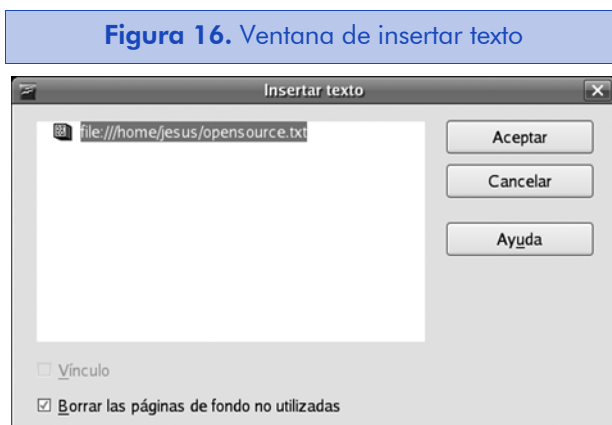 Figura 16. Ventana de insertar texto
Insertar texto
file:///home/jesus/opensource.txt
Aceptar
Cancelar
Ayuda
Vínculo
Borrar las páginas de fondo no utilizadas